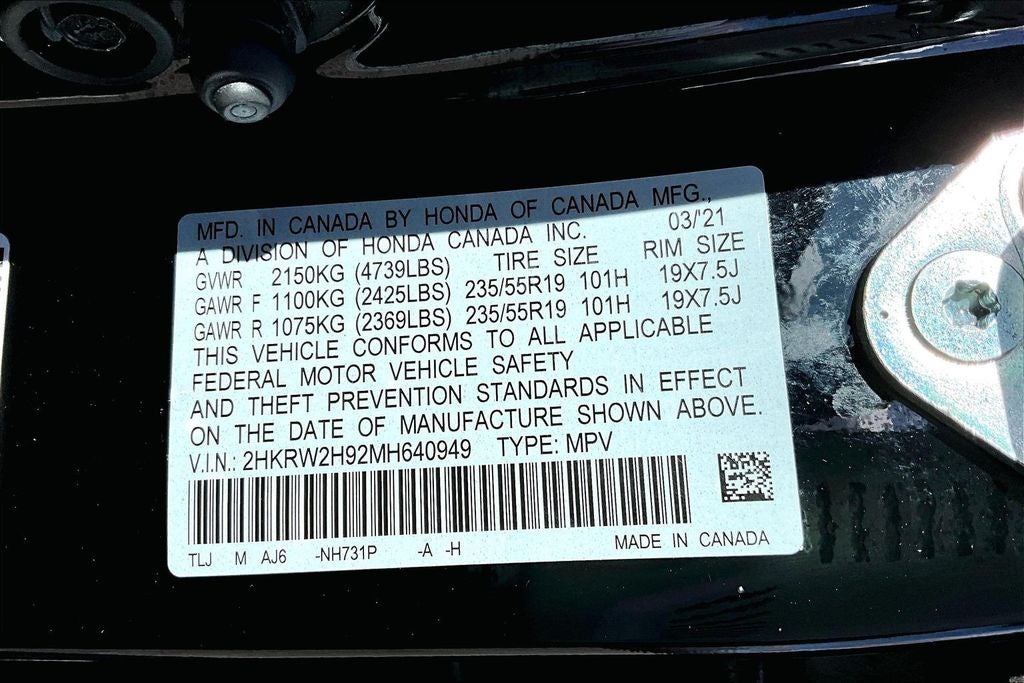 MFD. IN CANADA BY HONDA OF CANADA MFG.,
A DIVISION OF HONDA CANADA INC. 03/'21
GVWR 2150KG (4739LBS) TIRE SIZE RIM SIZE
GAWR F 1100KG (2425LBS) 235/55R19 101H 19X7.5J
GAWR R 1075KG (2369LBS) 235/55R19 101H 19X7.5J
THIS VEHICLE CONFORMS TO ALL APPLICABLE
FEDERAL MOTOR VEHICLE SAFETY
AND THEFT PREVENTION STANDARDS IN EFFECT
ON THE DATE OF MANUFACTURE SHOWN ABOVE.
V.I.N.: 2HKRW2H92MH640949 TYPE: MPV
TLJ M AJ6 -NH731P -A -H MADE IN CANADA